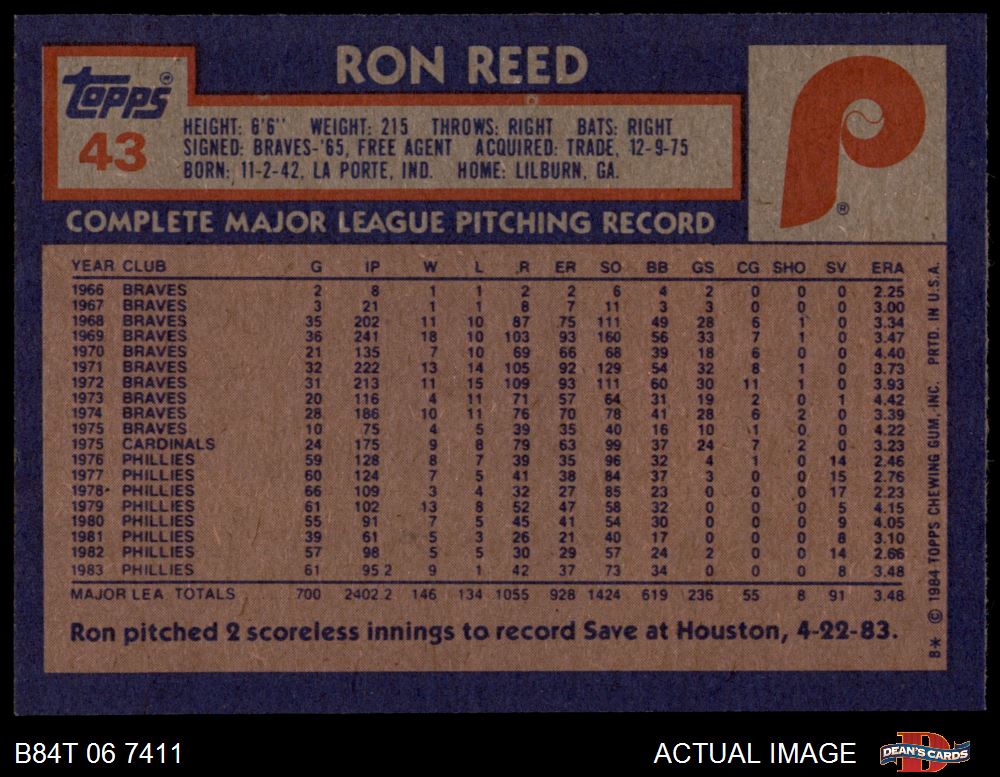 RON REED
Topps®
43
HEIGHT: 6'6" WEIGHT: 215 THROWS: RIGHT BATS: RIGHT
SIGNED: BRAVES-'65, FREE AGENT ACQUIRED: TRADE, 12-9-75
BORN: 11-2-42, LA PORTE, IND. HOME: LILBURN, GA.
P
®
COMPLETE MAJOR LEAGUE PITCHING RECORD
YEAR CLUB G IP W L R ER SO BB GS CG SHO SV ERA
1966 BRAVES 2 8 1 1 2 2 6 4 2 0 0 0 2.25
1967 BRAVES 3 21 1 1 8 7 11 3 3 0 0 0 3.00
1968 BRAVES 35 202 11 10 87 75 111 49 28 6 1 0 3.34
1969 BRAVES 36 241 18 10 103 93 160 56 33 7 1 0 3.47
1970 BRAVES 21 135 7 10 69 66 68 39 18 6 0 0 4.40
1971 BRAVES 32 222 13 14 105 92 129 54 32 8 1 0 3.73
1972 BRAVES 31 213 11 15 109 93 111 60 30 11 1 0 3.93
1973 BRAVES 20 116 4 11 71 57 64 31 19 2 0 1 4.42
1974 BRAVES 28 186 10 11 76 70 78 41 28 6 2 0 3.39
1975 BRAVES 10 75 4 5 39 35 40 16 10 1 0 0 4.22
1975 CARDINALS 24 175 9 8 79 63 99 37 24 7 2 0 3.23
1976 PHILLIES 59 128 8 7 39 35 96 32 4 1 0 14 2.46
1977 PHILLIES 60 124 7 5 41 38 84 37 3 0 0 15 2.76
1978 PHILLIES 66 109 3 4 32 27 85 23 0 0 0 17 2.23
1979 PHILLIES 61 102 13 8 52 47 58 32 0 0 0 5 4.15
1980 PHILLIES 55 91 7 5 45 41 54 30 0 0 0 9 4.05
1981 PHILLIES 39 61 5 3 26 21 40 17 0 0 0 8 3.10
1982 PHILLIES 57 98 5 5 30 29 57 24 2 0 0 14 2.66
1983 PHILLIES 61 95.2 9 1 42 37 73 34 0 0 0 8 3.48
MAJOR LEA TOTALS 700 2402.2 146 134 1055 928 1424 619 236 55 8 91 3.48
Ron pitched 2 scoreless innings to record Save at Houston, 4-22-83.
B* © 1984 TOPPS CHEWING GUM, INC. PRTD. IN U.S.A.
B84T 06 7411
ACTUAL IMAGE
D
DEAN'S CARDS